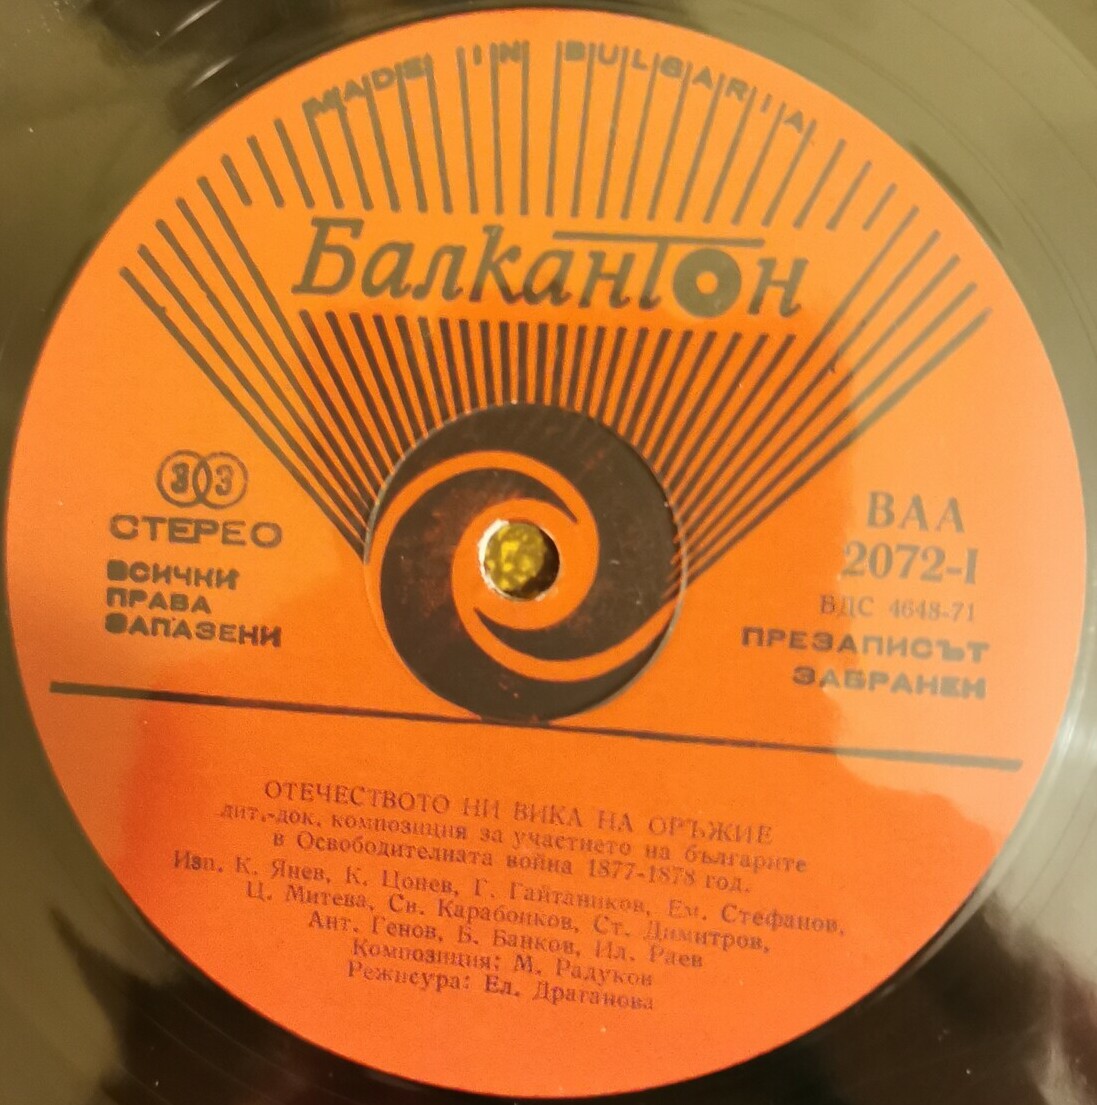 MADE IN BULGARIA
Балкантон
33
СТЕРЕО
ВСИЧКИ
ПРАВА
ЗАПАЗЕНИ
ВАА
2072-I
ВДС 4648-71
ПРЕЗАПИСЪТ
ЗАБРАНЕН
ОТЕЧЕСТВОТО НИ ВИКА НА ОРЪЖИЕ
лит.-док. композиция за участието на българите
в Освободителната война 1877-1878 год.
Изп. К. Янев, К. Цонев, Г. Гайтаников, Ем. Стефанов,
Ц. Митева, Сн. Карабойков, Ст. Димитров,
Ант. Генов, Б. Банков, Ил. Раев
Композиция: М. Радуков
Режисура: Ел. Драганова